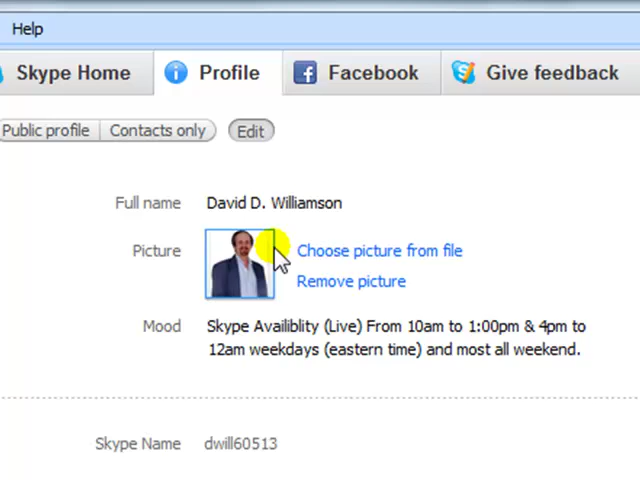 Help
Skype Home Profile Facebook Give feedback
Public profile Contacts only Edit
Full name David D. Williamson
Picture Choose picture from file
Remove picture
Mood Skype Availiblity (Live) From 10am to 1:00pm & 4pm to
12am weekdays (eastern time) and most all weekend.
Skype Name dwill60513